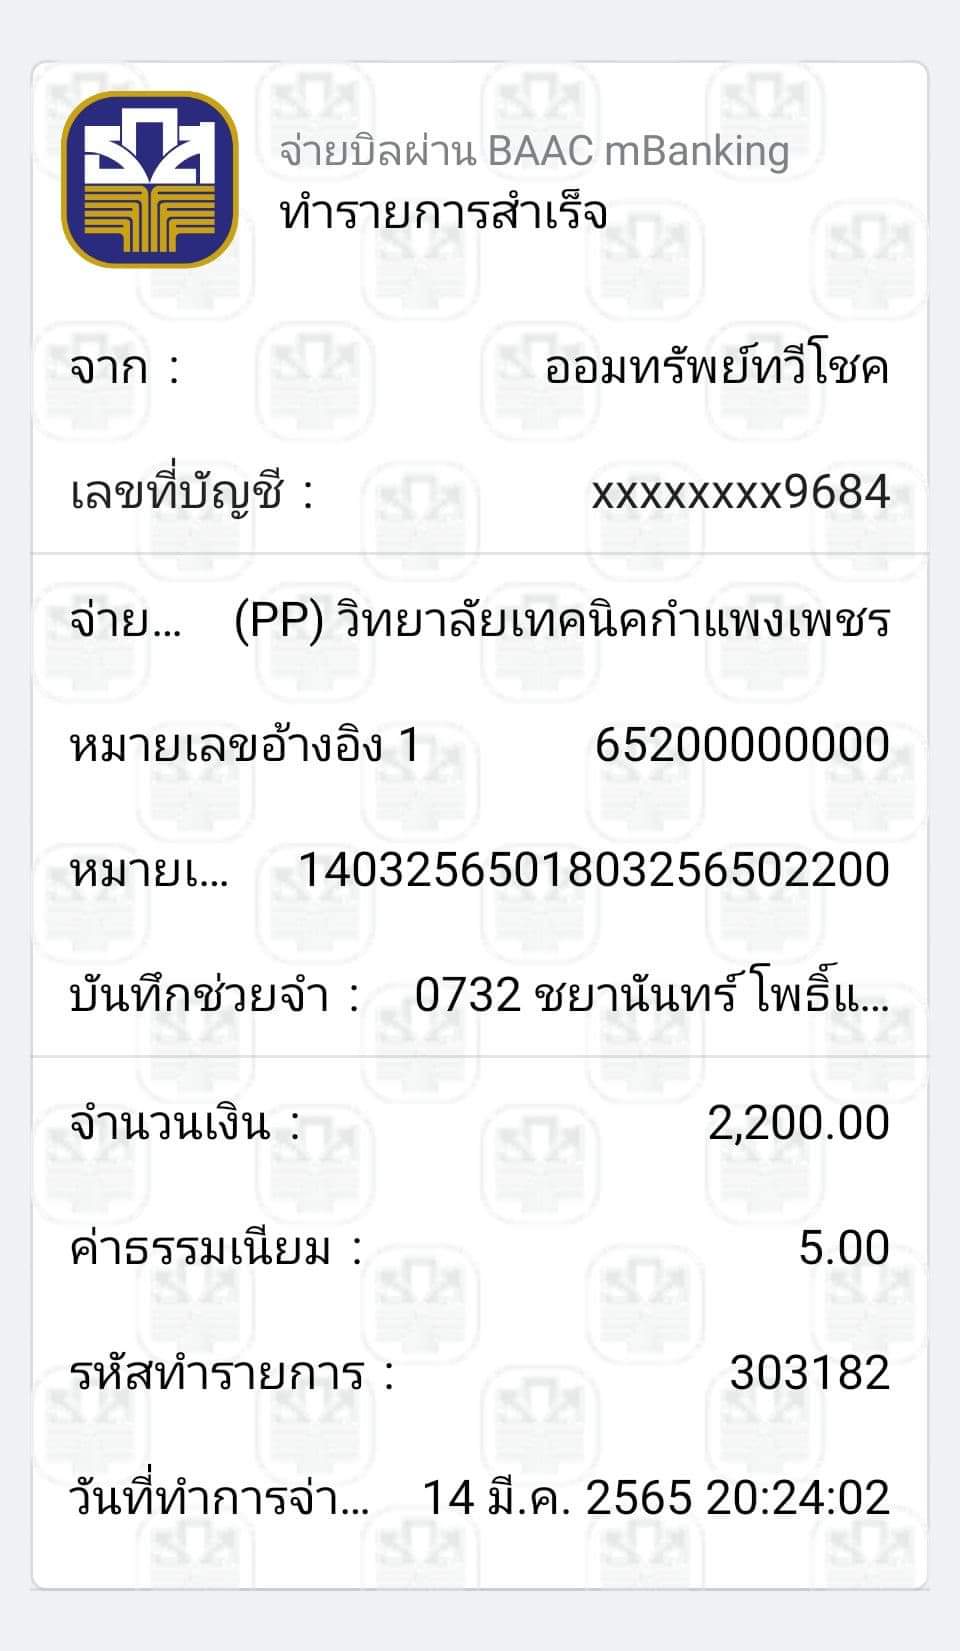 ธกส
จ่ายบิลผ่าน BAAC mBanking
ทำรายการสำเร็จ
จาก : ออมทรัพย์ทวีโชค
เลขที่บัญชี : xxxxxxxx9684
จ่าย... (PP) วิทยาลัยเทคนิคกำแพงเพชร
หมายเลขอ้างอิง 1 65200000000
หมายเ... 1403256501803256502200
บันทึกช่วยจำ : 0732 ชยานันทร์ โพธิ์แ...
จำนวนเงิน : 2,200.00
ค่าธรรมเนียม : 5.00
รหัสทำรายการ : 303182
วันที่ทำการจ่า... 14 มี.ค. 2565 20:24:02